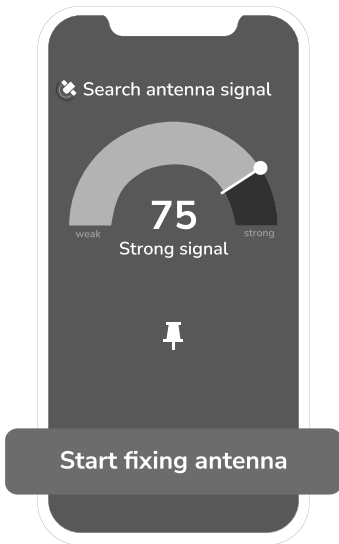 Search antenna signal
75
weak
strong
Strong signal
Start fixing antenna